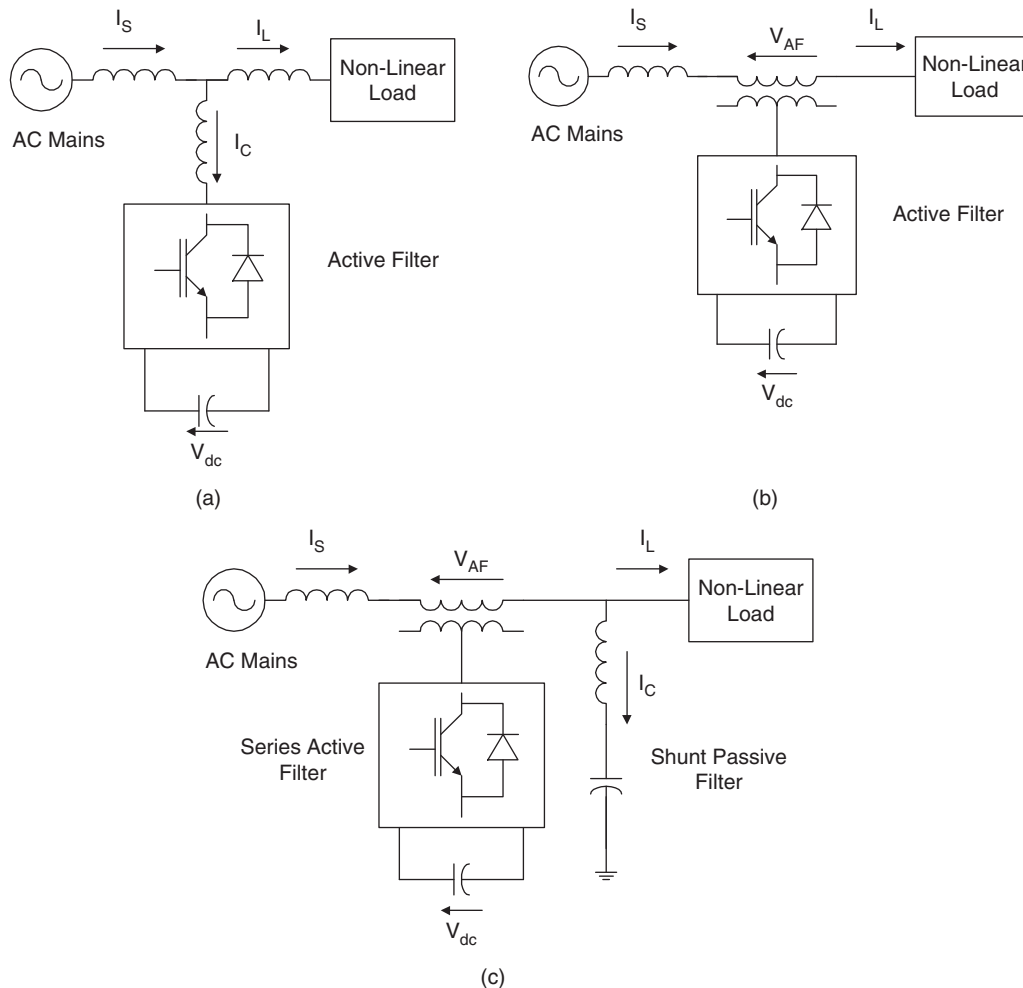 I_S
I_L
Non-Linear
Load
AC Mains
I_C
Active Filter
V_dc
(a)
I_S
V_AF
I_L
Non-Linear
Load
AC Mains
Active Filter
V_dc
(b)
I_S
V_AF
I_L
Non-Linear
Load
AC Mains
I_C
Series Active
Filter
Shunt Passive
Filter
V_dc
(c)